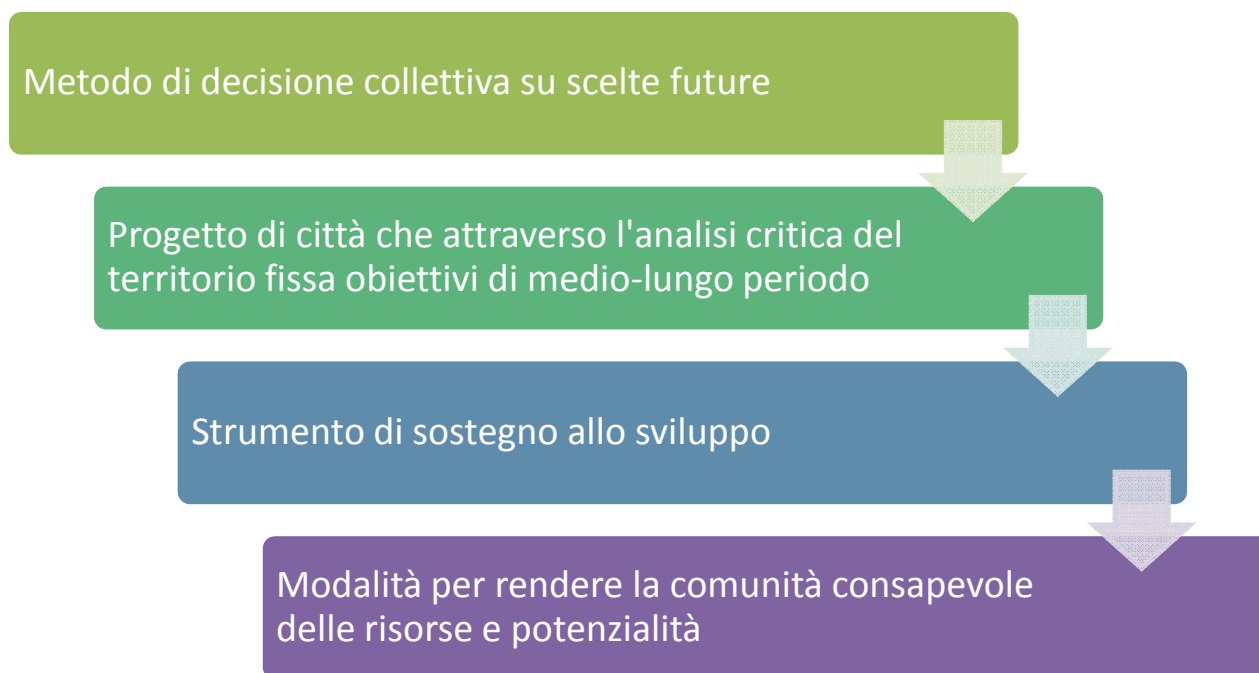 Metodo di decisione collettiva su scelte future
Progetto di città che attraverso l'analisi critica del
territorio fissa obiettivi di medio-lungo periodo
Strumento di sostegno allo sviluppo
Modalità per rendere la comunità consapevole
delle risorse e potenzialità